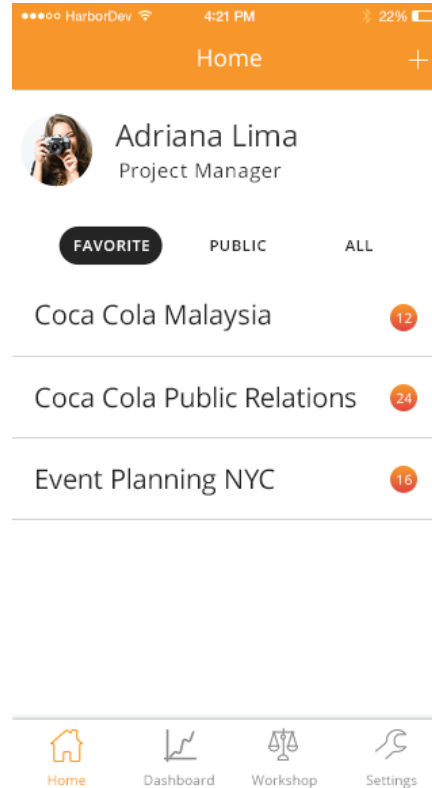 HarborDev 4:21 PM 22%
Home +
Adriana Lima
Project Manager
FAVORITE PUBLIC ALL
Coca Cola Malaysia 12
Coca Cola Public Relations 24
Event Planning NYC 16
Home Dashboard Workshop Settings